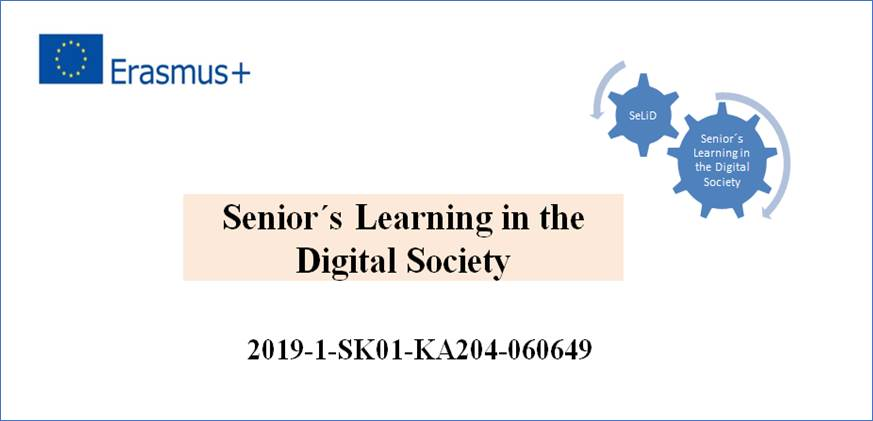 Erasmus+
SeLiD
Senior´s
Learning in
the Digital
Society
Senior´s Learning in the
Digital Society
2019-1-SK01-KA204-060649